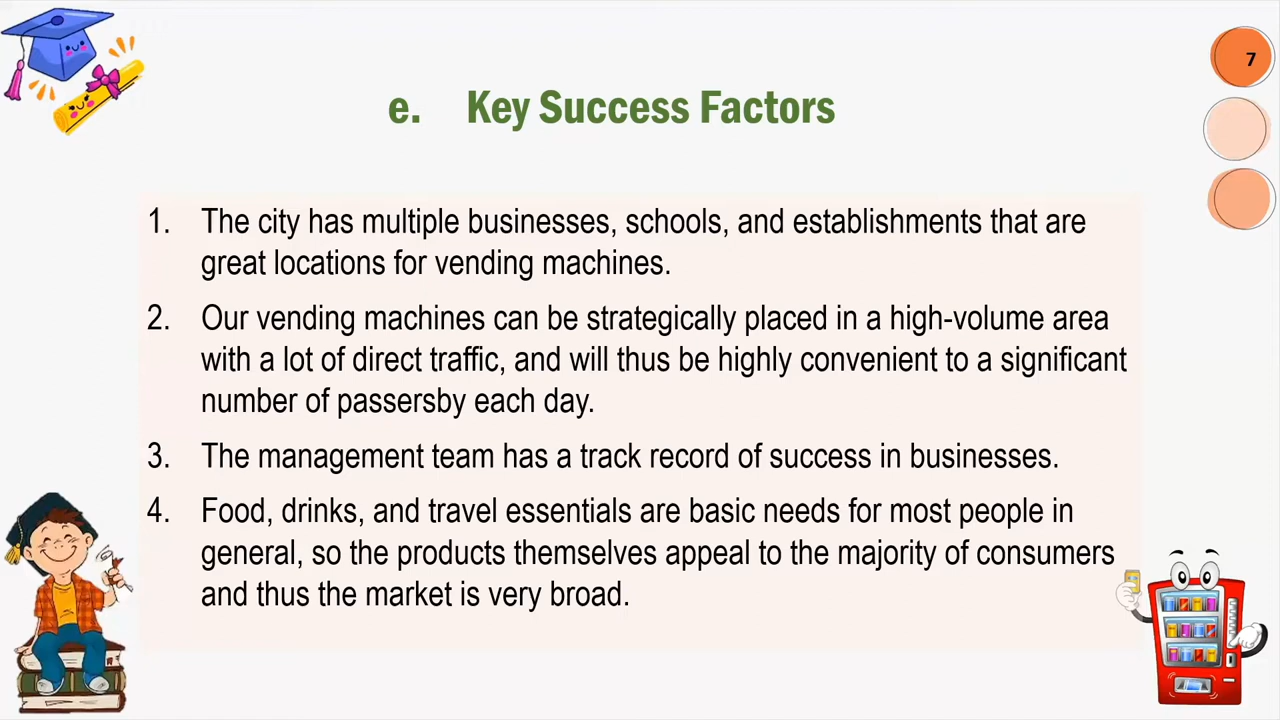 7
e. Key Success Factors
1. The city has multiple businesses, schools, and establishments that are
great locations for vending machines.
2. Our vending machines can be strategically placed in a high-volume area
with a lot of direct traffic, and will thus be highly convenient to a significant
number of passersby each day.
3. The management team has a track record of success in businesses.
4. Food, drinks, and travel essentials are basic needs for most people in
general, so the products themselves appeal to the majority of consumers
and thus the market is very broad.